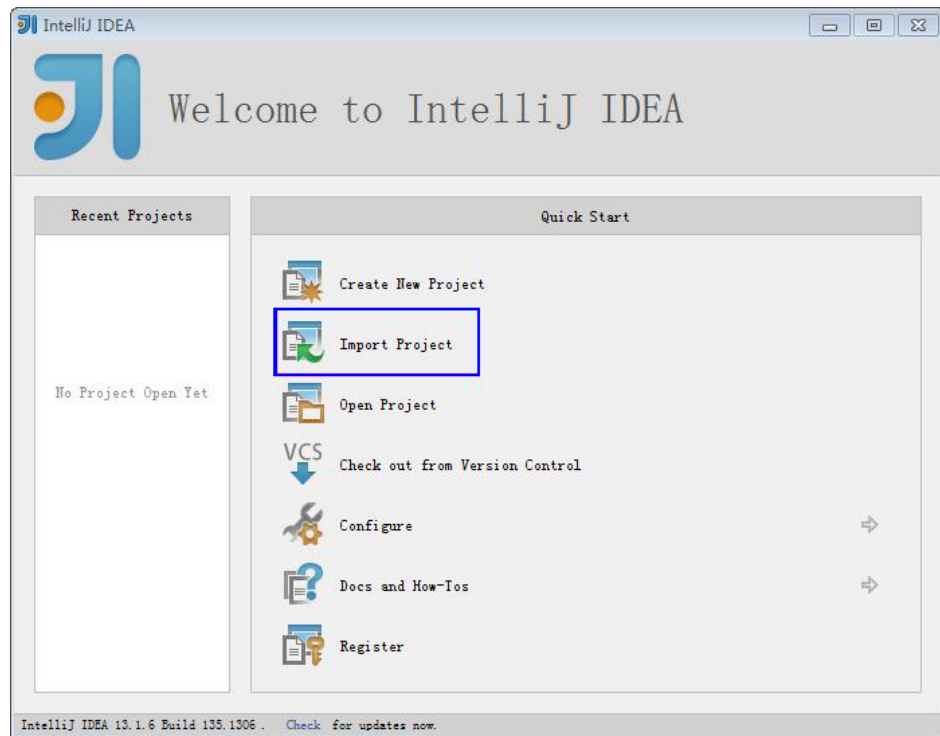 IntelliJ IDEA
Welcome to IntelliJ IDEA
Recent Projects
No Project Open Yet
Quick Start
Create New Project
Import Project
Open Project
VCS
Check out from Version Control
Configure
Docs and How-Tos
Register
IntelliJ IDEA 13.1.6 Build 135.1306 . Check for updates now.